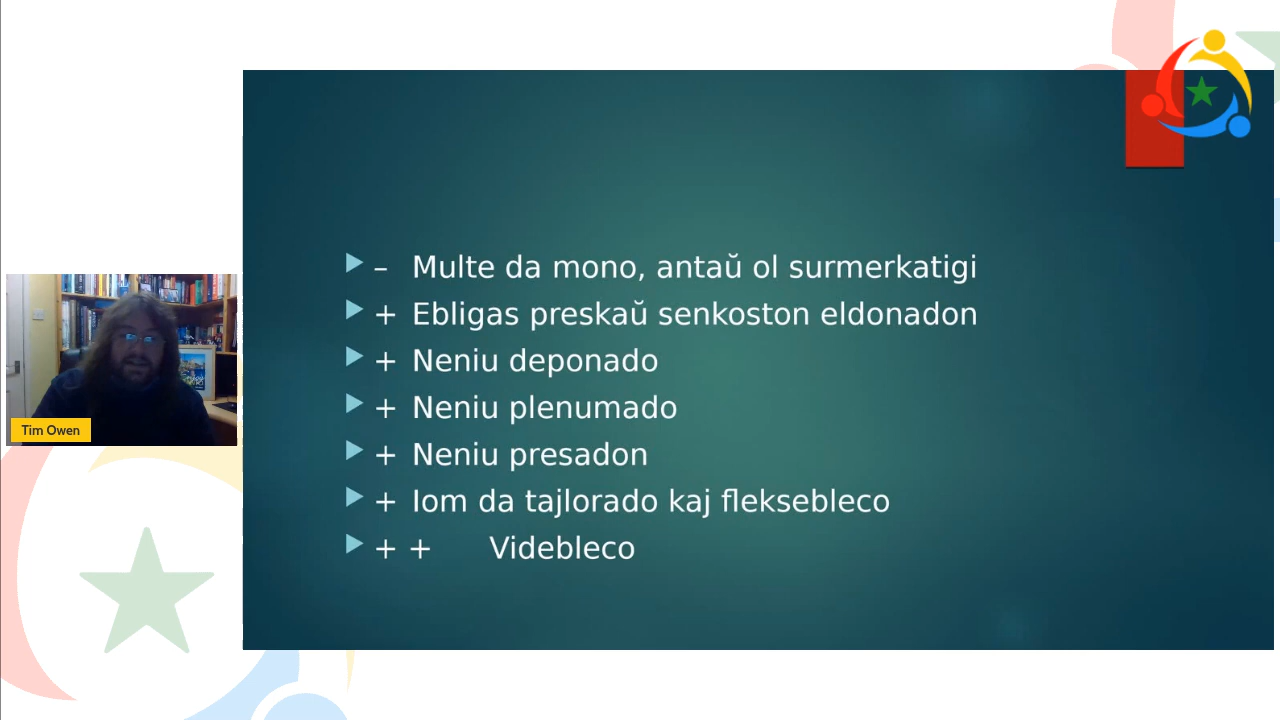 – Multe da mono, antaŭ ol surmerkatigi
+ Ebligas preskaŭ senkoston eldonadon
+ Neniu deponado
+ Neniu plenumado
+ Neniu presadon
+ Iom da tajlorado kaj fleksebleco
+ + Videbleco
Tim Owen